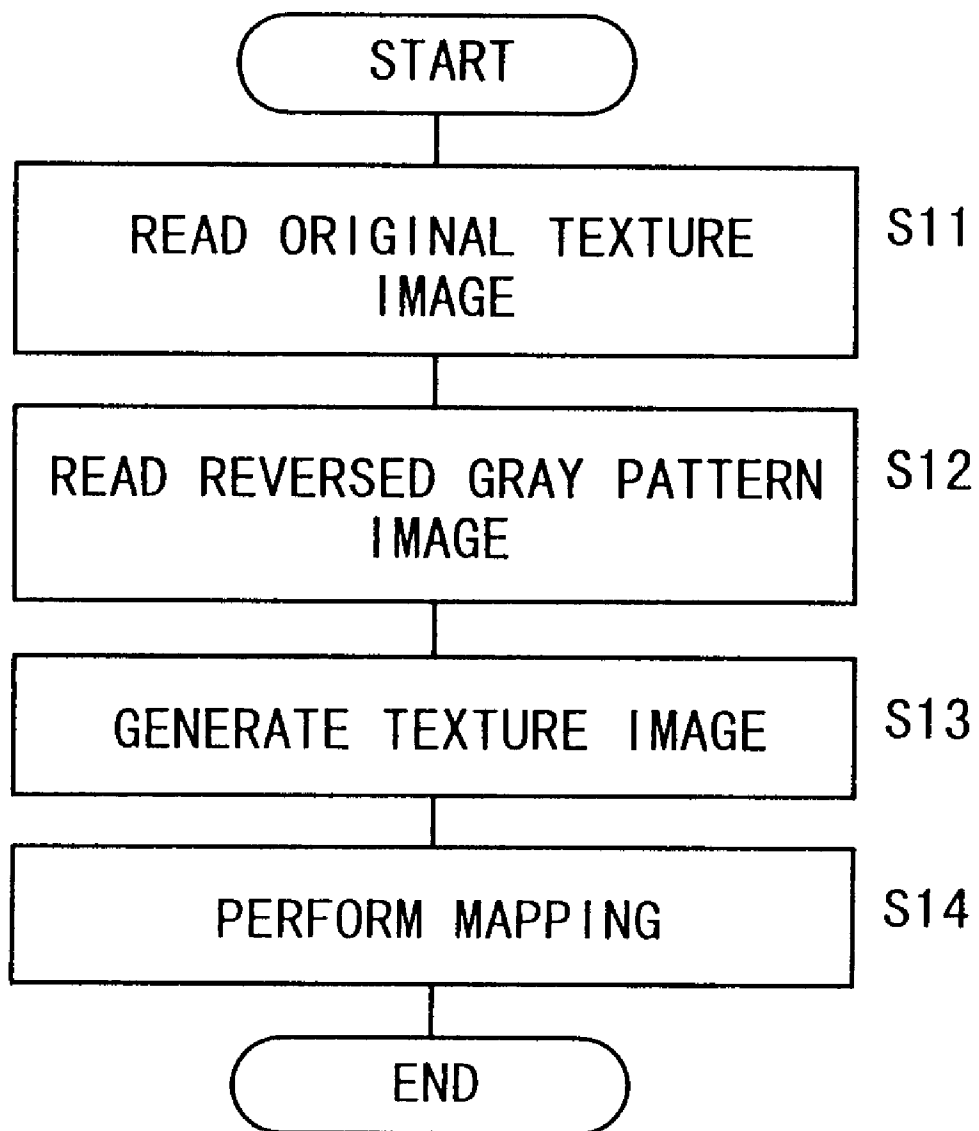 START
READ ORIGINAL TEXTURE
IMAGE
S11
READ REVERSED GRAY PATTERN
IMAGE
S12
GENERATE TEXTURE IMAGE
S13
PERFORM MAPPING
S14
END